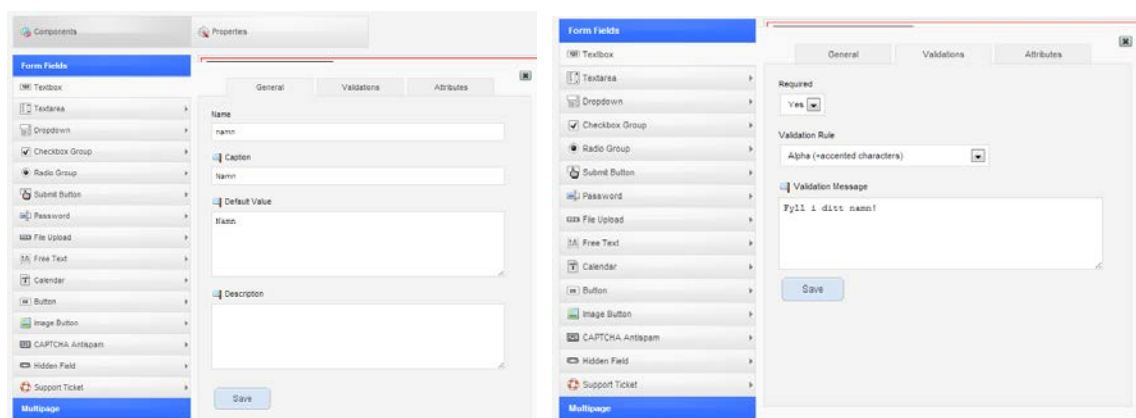 Components
Properties
Form Fields
Textbox
Textarea
Dropdown
Checkbox Group
Radio Group
Submit Button
Password
File Upload
Free Text
Calendar
Button
Image Button
CAPTCHA Antispam
Hidden Field
Support Ticket
Multipage
General
Validations
Attributes
Name
namn
Caption
Namn
Default Value
Namn
Description
Save
Form Fields
Textbox
Textarea
Dropdown
Checkbox Group
Radio Group
Submit Button
Password
File Upload
Free Text
Calendar
Button
Image Button
CAPTCHA Antispam
Hidden Field
Support Ticket
Multipage
General
Validations
Attributes
Required
Yes
Validation Rule
Alpha (+accented characters)
Validation Message
Fyll i ditt namn!
Save